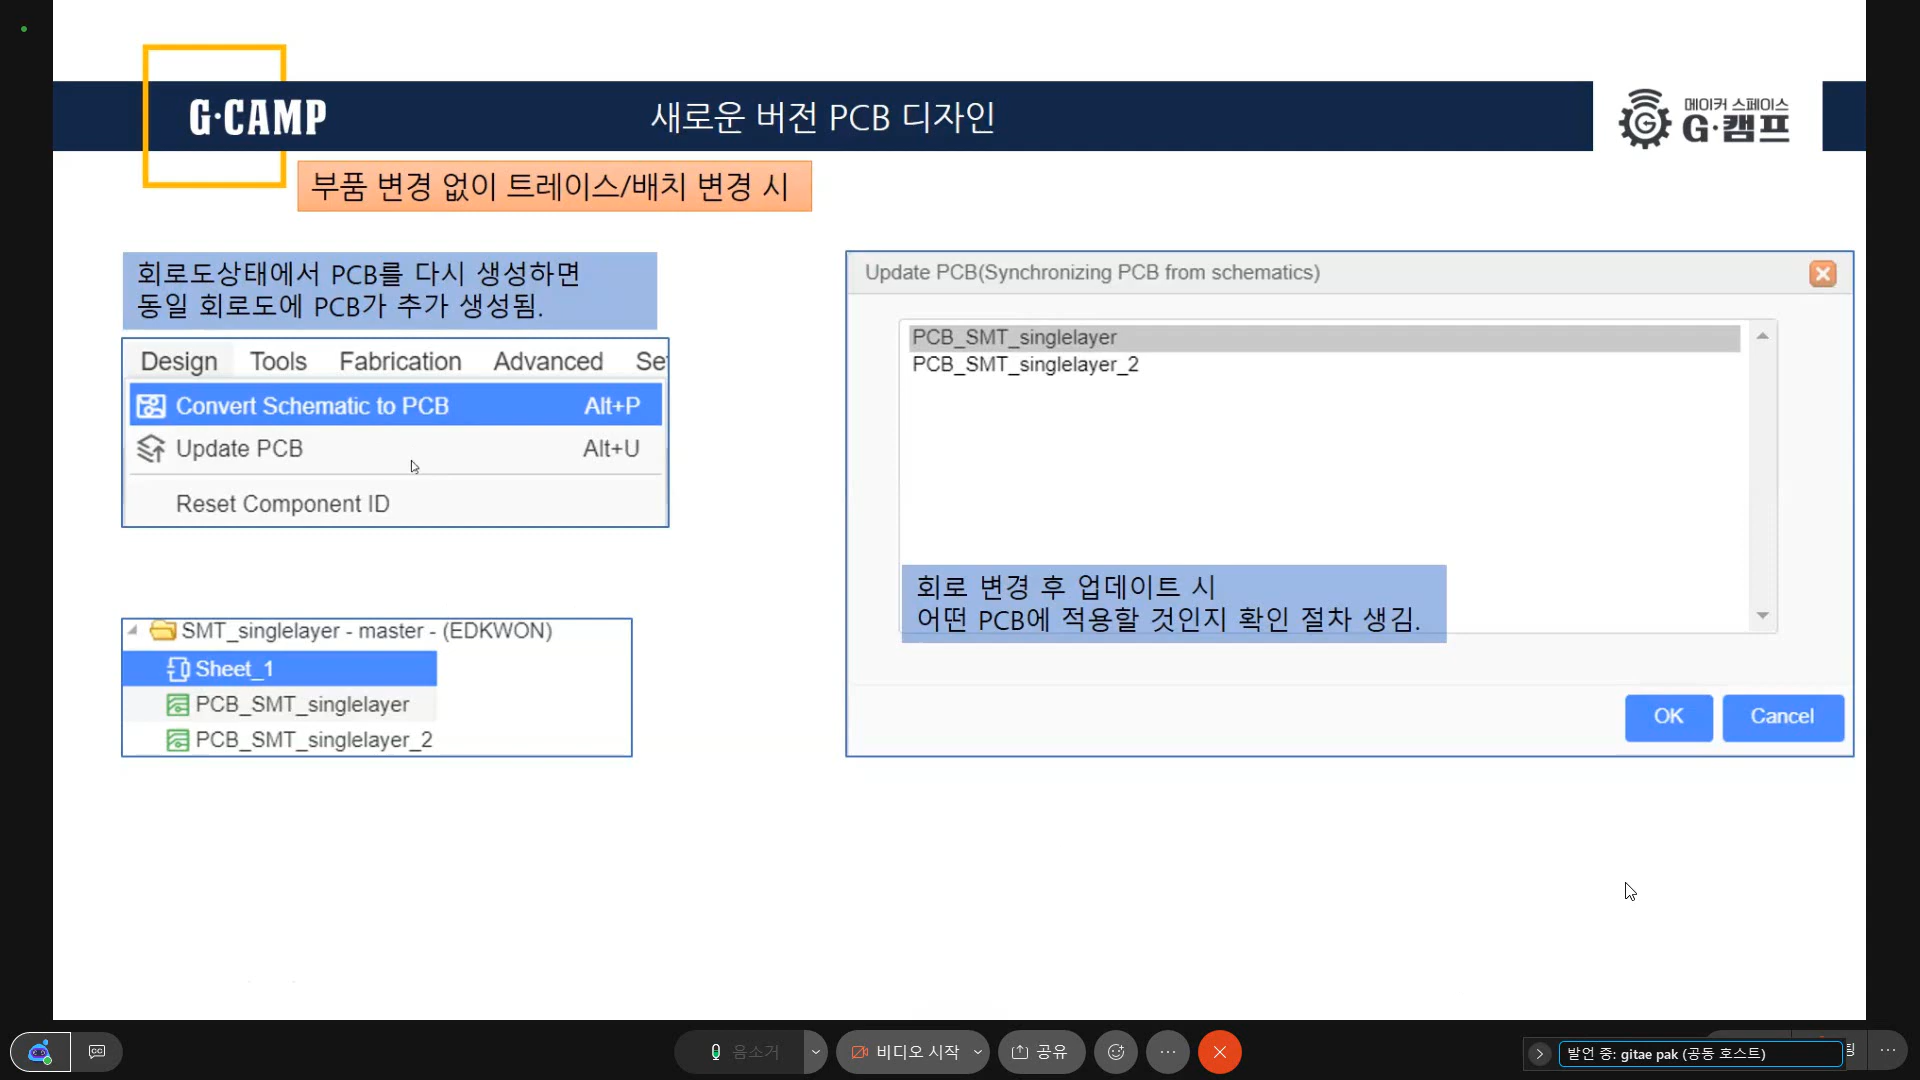 G·CAMP
새로운 버전 PCB 디자인
메이커 스페이스
G·캠프
부품 변경 없이 트레이스/배치 변경 시
회로도상태에서 PCB를 다시 생성하면
동일 회로도에 PCB가 추가 생성됨.
Design Tools Fabrication Advanced Se
Convert Schematic to PCB Alt+P
Update PCB Alt+U
Reset Component ID
SMT_singlelayer - master - (EDKWON)
Sheet_1
PCB_SMT_singlelayer
PCB_SMT_singlelayer_2
Update PCB(Synchronizing PCB from schematics)
PCB_SMT_singlelayer
PCB_SMT_singlelayer_2
회로 변경 후 업데이트 시
어떤 PCB에 적용할 것인지 확인 절차 생김.
OK Cancel
CC
음소거
비디오 시작
공유
발언 중: gitae pak (공동 호스트)